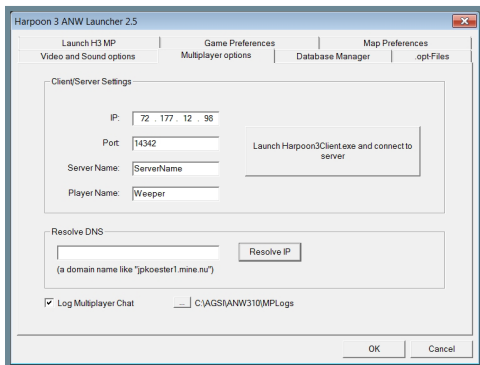 Harpoon 3 ANW Launcher 2.5
Launch H3 MP
Game Preferences
Map Preferences
Video and Sound options
Multiplayer options
Database Manager
.opt-Files
Client/Server Settings
IP: 72 . 177 . 12 . 98
Port: 14342
Server Name: ServerName
Player Name: Weeper
Launch Harpoon3Client.exe and connect to
server
Resolve DNS
Resolve IP
(a domain name like "jpkoester1.mine.nu")
Log Multiplayer Chat
... C:\AGSI\ANW310\MPLogs
OK
Cancel